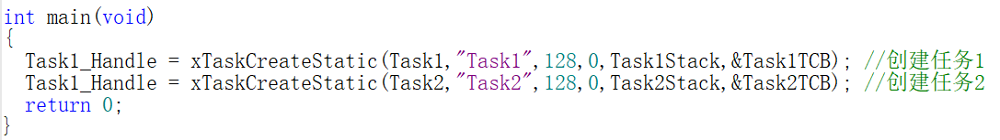 int main(void)
{
  Task1_Handle = xTaskCreateStatic(Task1,"Task1",128,0,Task1Stack,&Task1TCB); //创建任务1
  Task1_Handle = xTaskCreateStatic(Task2,"Task2",128,0,Task2Stack,&Task2TCB); //创建任务2
  return 0;
}